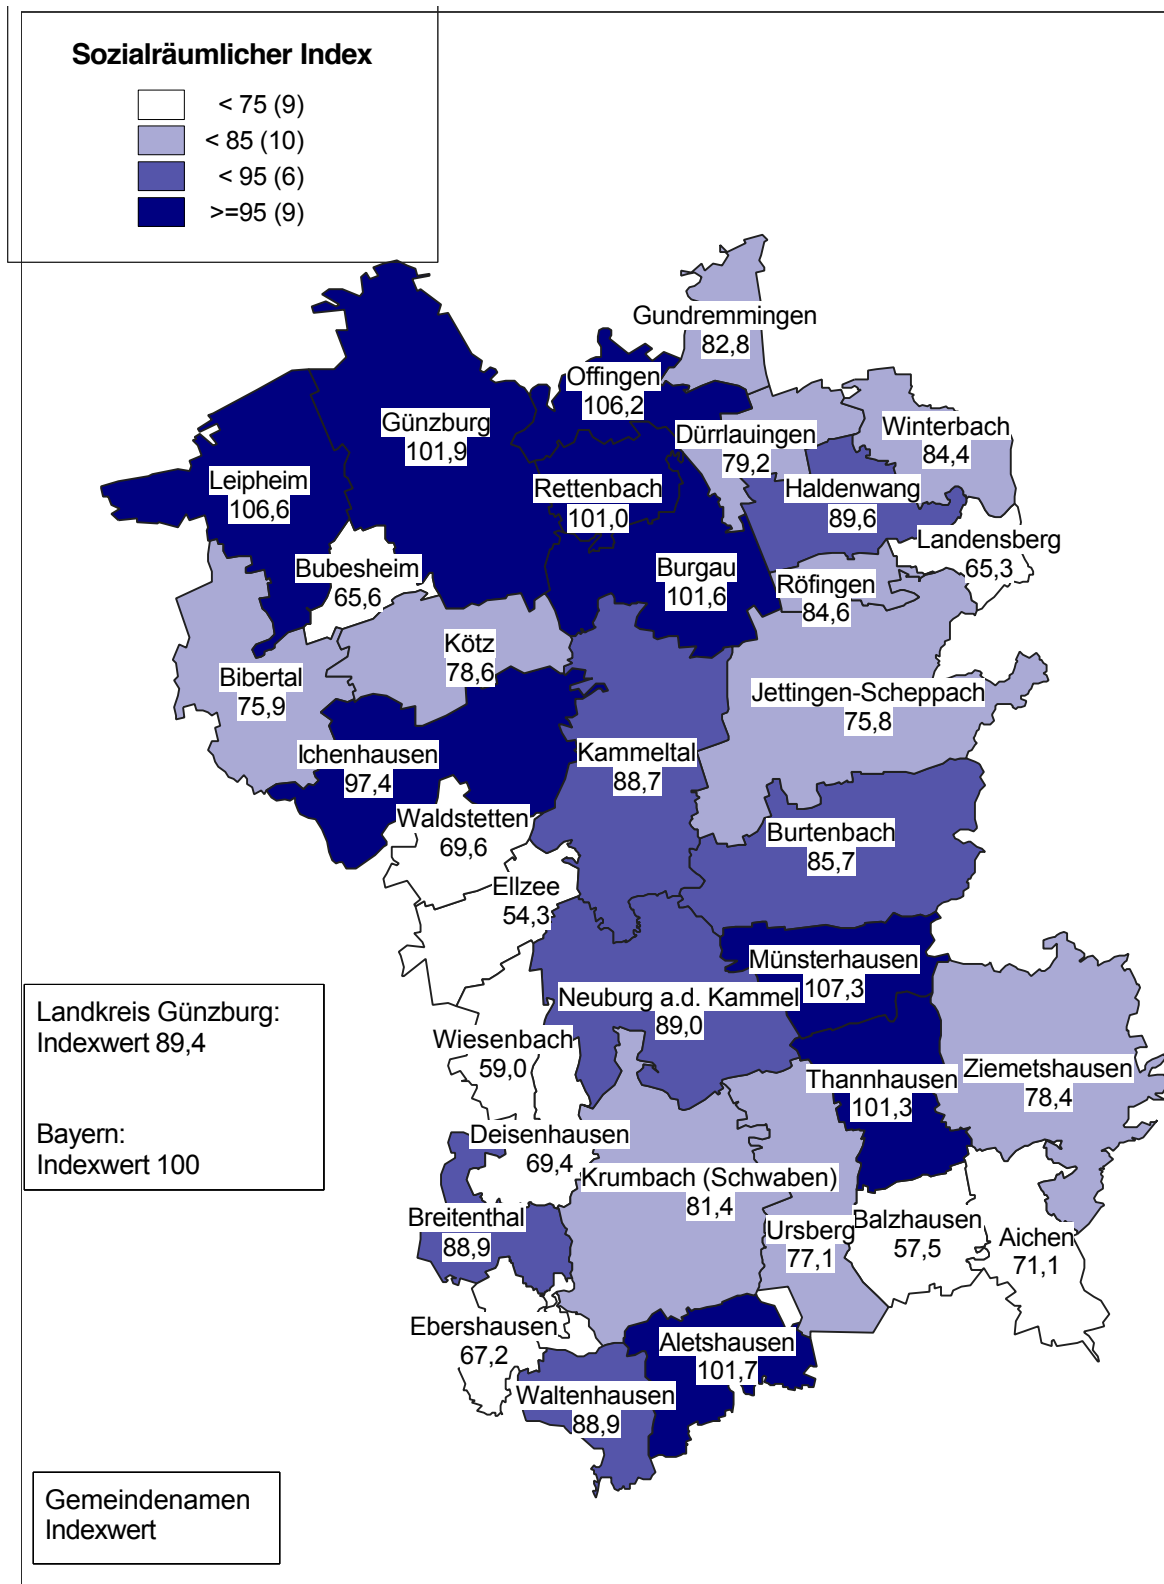 Sozialräumlicher Index
< 75 (9)
< 85 (10)
< 95 (6)
>=95 (9)
Gundremmingen
82,8
Offingen
106,2
Günzburg
101,9
Dürrlauingen
79,2
Winterbach
84,4
Leipheim
106,6
Rettenbach
101,0
Haldenwang
89,6
Landensberg
65,3
Bubesheim
65,6
Burgau
101,6
Röfingen
84,6
Kötz
78,6
Bibertal
75,9
Jettingen-Scheppach
75,8
Ichenhausen
97,4
Kammeltal
88,7
Waldstetten
69,6
Burtenbach
85,7
Ellzee
54,3
Münsterhausen
107,3
Neuburg a.d. Kammel
89,0
Landkreis Günzburg:
Indexwert 89,4
Bayern:
Indexwert 100
Wiesenbach
59,0
Thannhausen
101,3
Ziemetshausen
78,4
Deisenhausen
69,4
Krumbach (Schwaben)
81,4
Breitenthal
88,9
Ursberg
77,1
Balzhausen
57,5
Aichen
71,1
Ebershausen
67,2
Aletshausen
101,7
Waltenhausen
88,9
Gemeindenamen
Indexwert